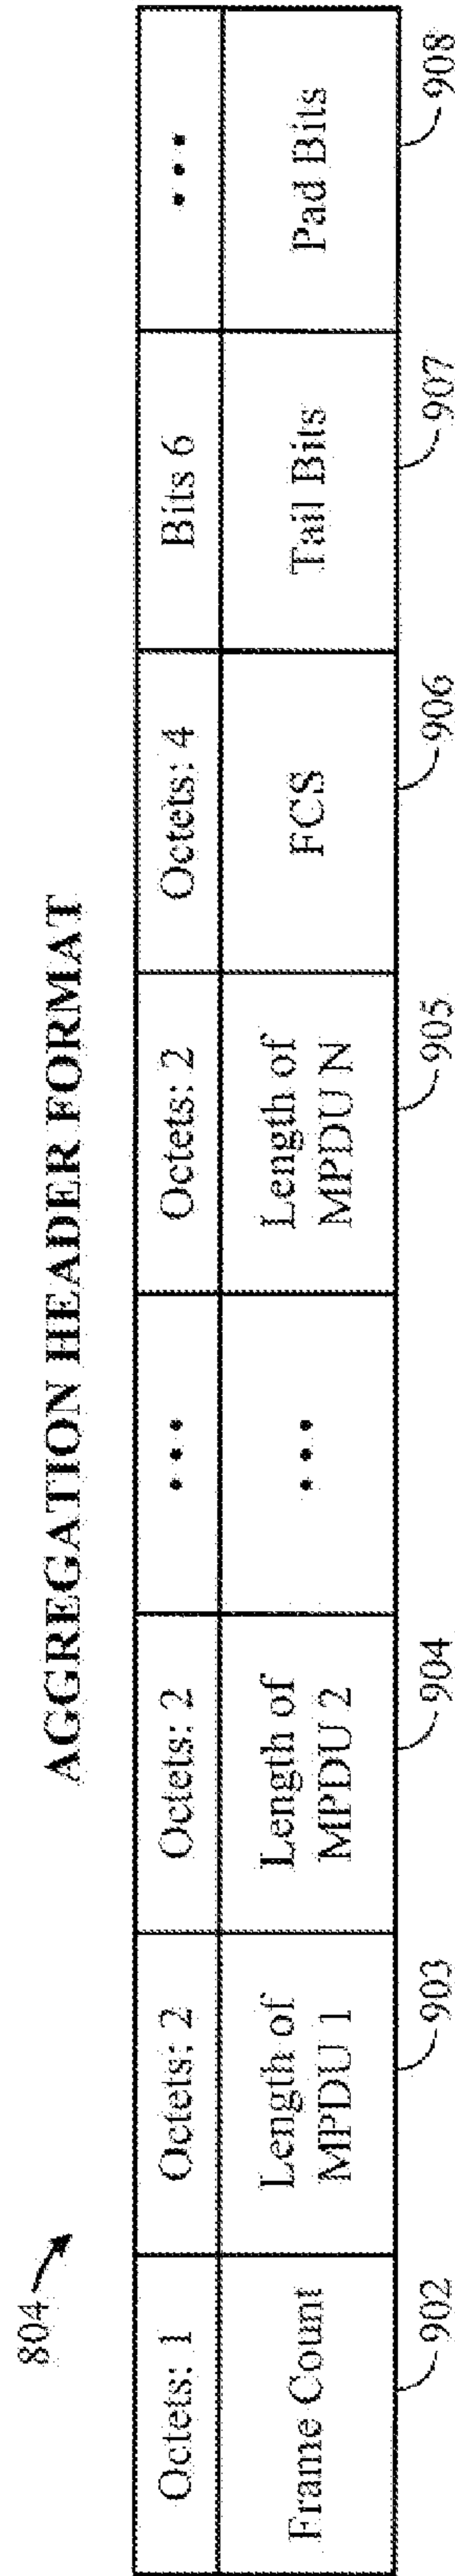 AGGREGATION HEADER FORMAT
804
Octets: 1 Octets: 2 Octets: 2 • • • Octets: 2 Octets: 4 Bits 6 • • •
Frame Count Length of Length of • • • Length of FCS Tail Bits Pad Bits
MPDU 1 MPDU 2 MPDU N
902 903 904 905 906 907 908